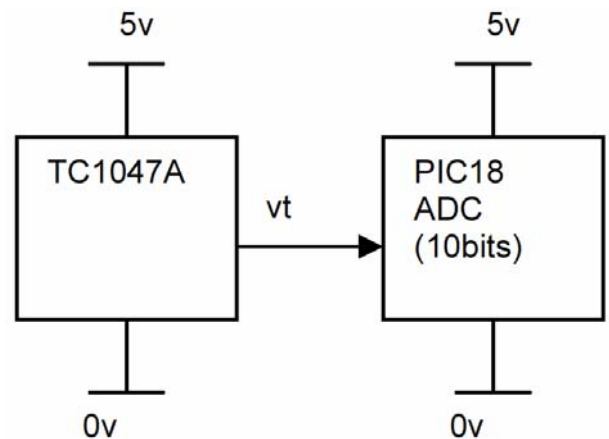 5v
5v
TC1047A
PIC18
ADC
(10bits)
vt
0v
0v